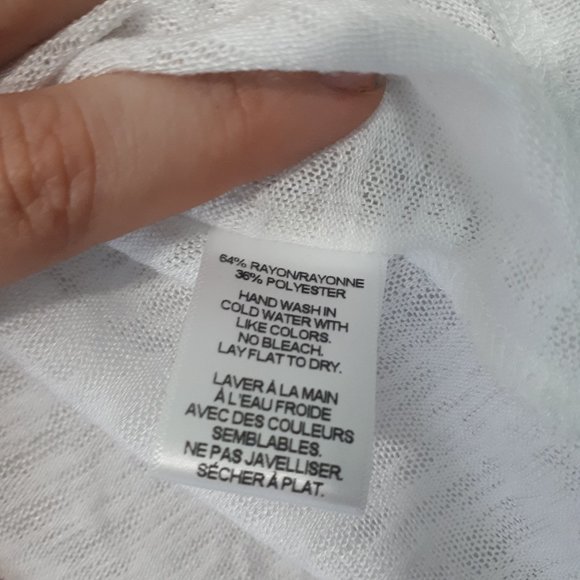 64% RAYON/RAYONNE
36% POLYESTER
HAND WASH IN
COLD WATER WITH
LIKE COLORS.
NO BLEACH.
LAY FLAT TO DRY.
LAVER À LA MAIN
À L'EAU FROIDE
AVEC DES COULEURS
SEMBLABLES.
NE PAS JAVELLISER.
SÉCHER À PLAT.